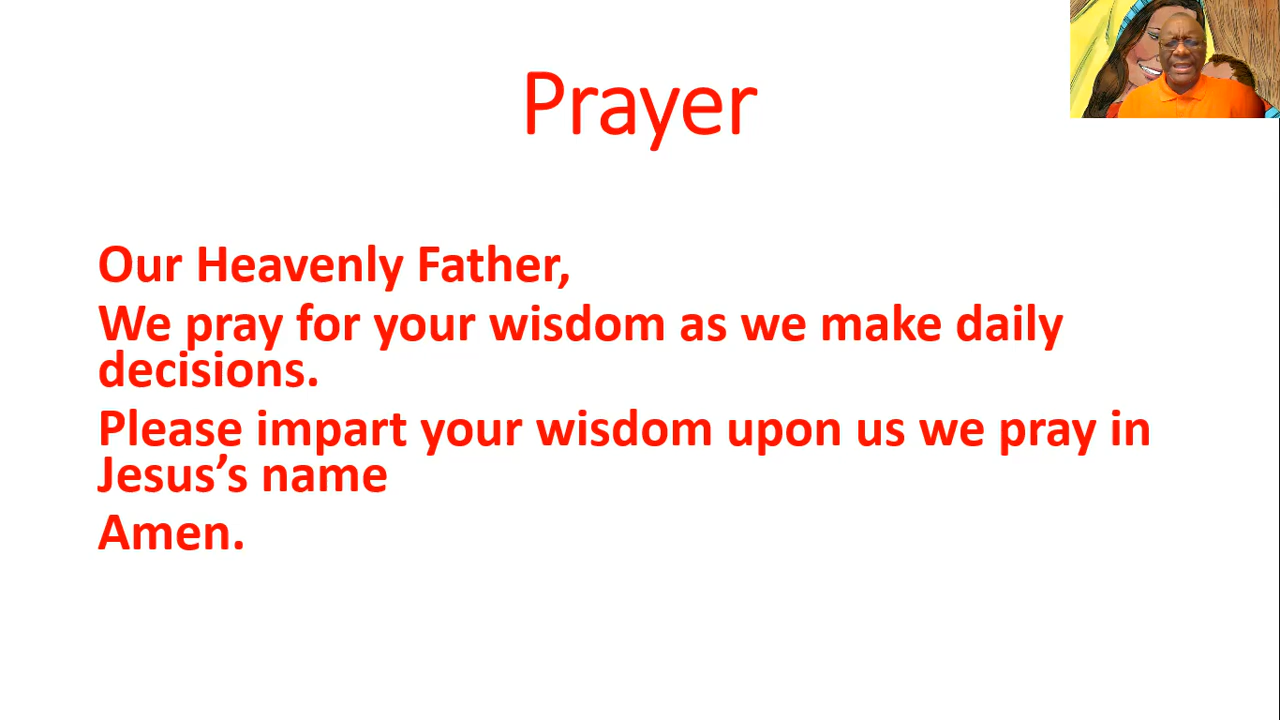 Prayer
Our Heavenly Father,
We pray for your wisdom as we make daily
decisions.
Please impart your wisdom upon us we pray in
Jesus’s name
Amen.